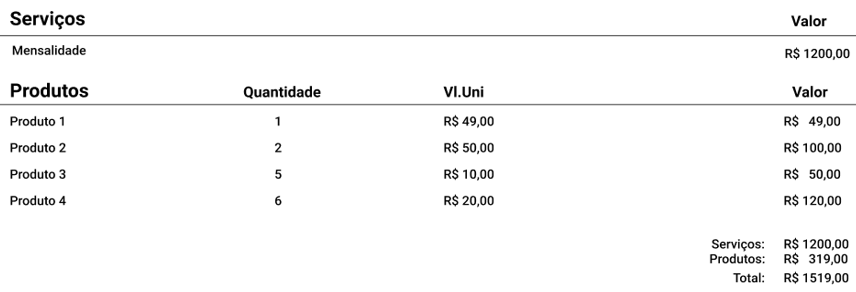 Serviços Valor
Mensalidade R$ 1200,00
Produtos Quantidade Vl.Uni Valor
Produto 1 1 R$ 49,00 R$ 49,00
Produto 2 2 R$ 50,00 R$ 100,00
Produto 3 5 R$ 10,00 R$ 50,00
Produto 4 6 R$ 20,00 R$ 120,00
Serviços: R$ 1200,00
Produtos: R$ 319,00
Total: R$ 1519,00